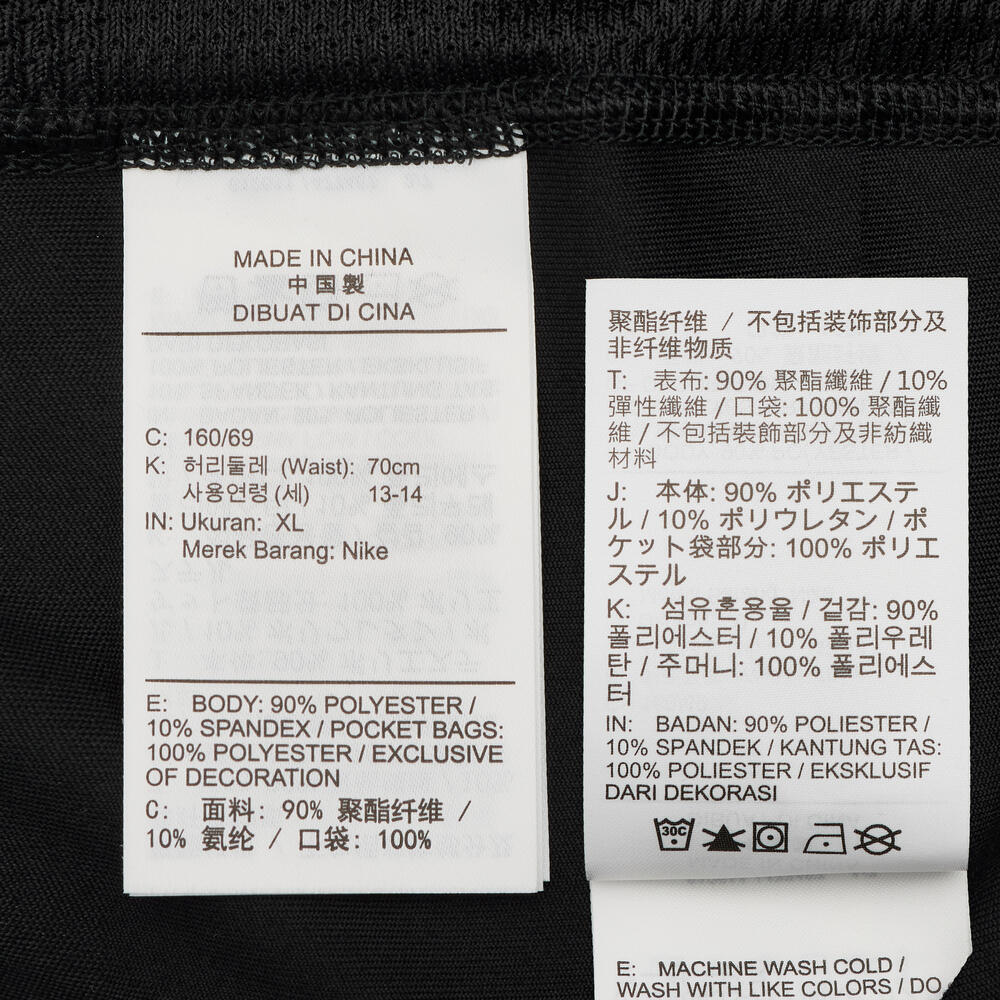 MADE IN CHINA
中国製
DIBUAT DI CINA
C: 160/69
K: 허리둘레 (Waist): 70cm
사용연령 (세) 13-14
IN: Ukuran: XL
Merek Barang: Nike
E: BODY: 90% POLYESTER /
10% SPANDEX / POCKET BAGS:
100% POLYESTER / EXCLUSIVE
OF DECORATION
C: 面料: 90% 聚酯纤维 /
10% 氨纶 / 口袋: 100%
聚酯纤维 / 不包括装饰部分及
非纤维物质
T: 表布: 90% 聚酯纖維 / 10%
彈性纖維 / 口袋: 100% 聚酯纖
維 / 不包括裝飾部分及非紡織
材料
J: 本体: 90% ポリエステ
ル / 10% ポリウレタン / ポ
ケット袋部分: 100% ポリエ
ステル
K: 섬유혼용율 / 겉감: 90%
폴리에스터 / 10% 폴리우레
탄 / 주머니: 100% 폴리에스
터
IN: BADAN: 90% POLIESTER /
10% SPANDEK / KANTUNG TAS:
100% POLIESTER / EKSKLUSIF
DARI DEKORASI
30C
E: MACHINE WASH COLD /
WASH WITH LIKE COLORS / DO